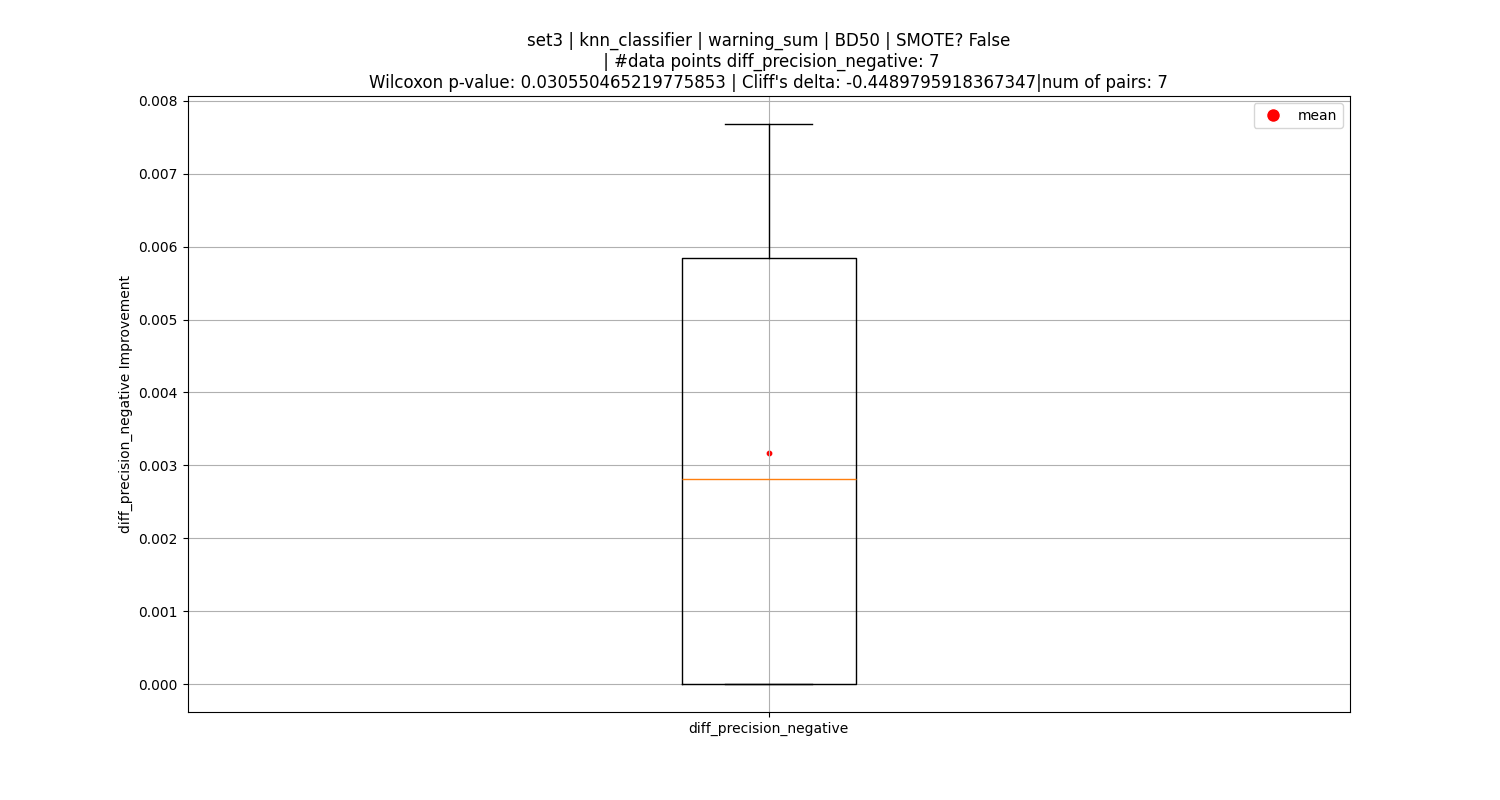 set3 | knn_classifier | warning_sum | BD50 | SMOTE? False
| #data points diff_precision_negative: 7
Wilcoxon p-value: 0.030550465219775853 | Cliff's delta: -0.4489795918367347|num of pairs: 7
mean
0.008
0.007
0.006
0.005
0.004
0.003
0.002
0.001
0.000
diff_precision_negative Improvement
diff_precision_negative